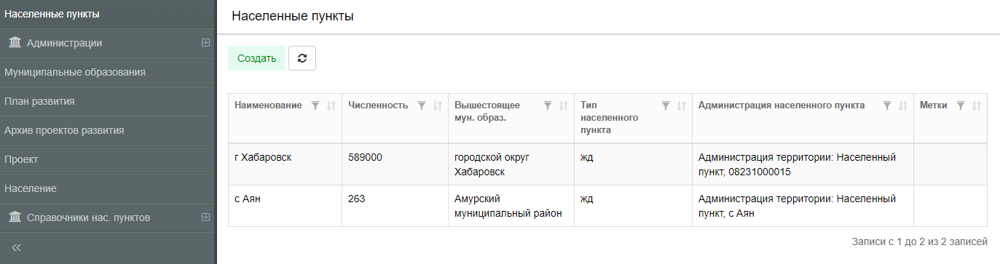 Населенные пункты
Администрации
Муниципальные образования
План развития
Архив проектов развития
Проект
Население
Справочники нас. пунктов
Населенные пункты
Создать
Наименование
Численность
Вышестоящее
мун. образ.
Тип
населенного
пункта
Администрация населенного пункта
Метки
г Хабаровск
589000
городской округ
Хабаровск
жд
Администрация территории: Населенный
пункт, 08231000015
с Аян
263
Амурский
муниципальный район
жд
Администрация территории: Населенный
пункт, с Аян
Записи с 1 до 2 из 2 записей